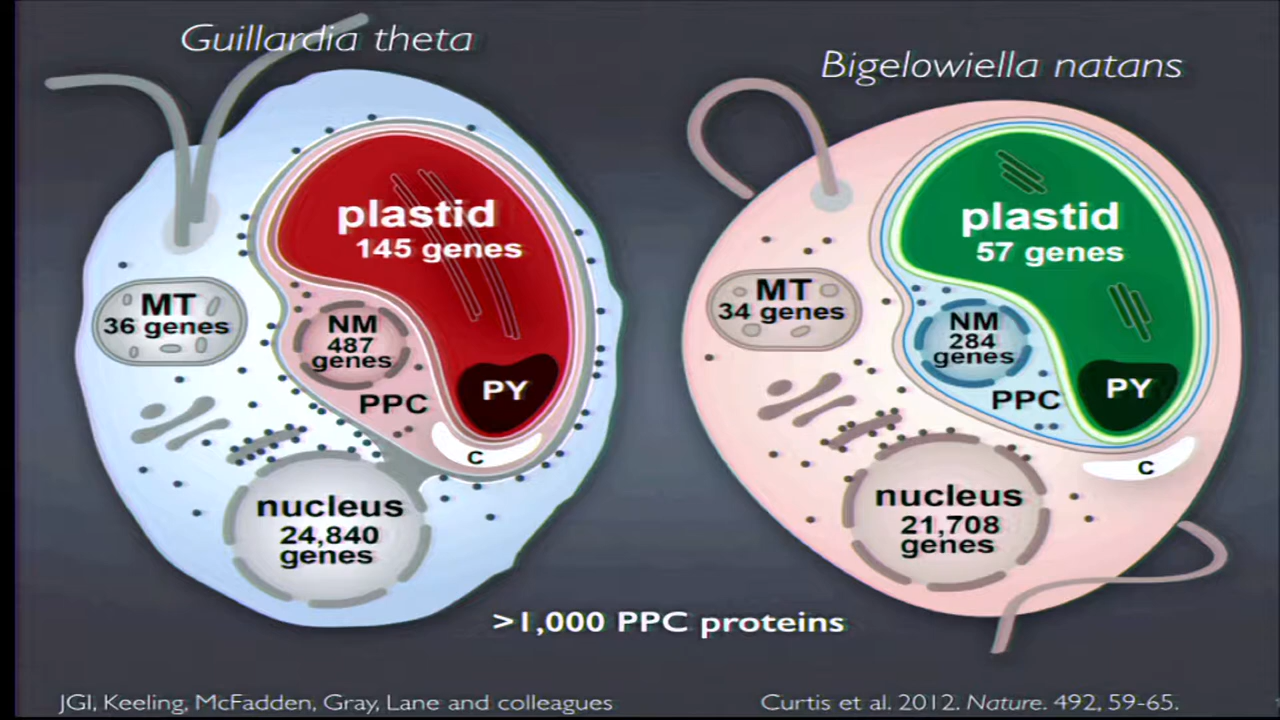 Guillardia theta
Bigelowiella natans
plastid
145 genes
MT
36 genes
NM
487
genes
PPC
PY
C
nucleus
24,840
genes
plastid
57 genes
MT
34 genes
NM
284
genes
PPC
PY
C
nucleus
21,708
genes
>1,000 PPC proteins
JGI, Keeling, McFadden, Gray, Lane and colleagues
Curtis et al. 2012. Nature. 492, 59-65.